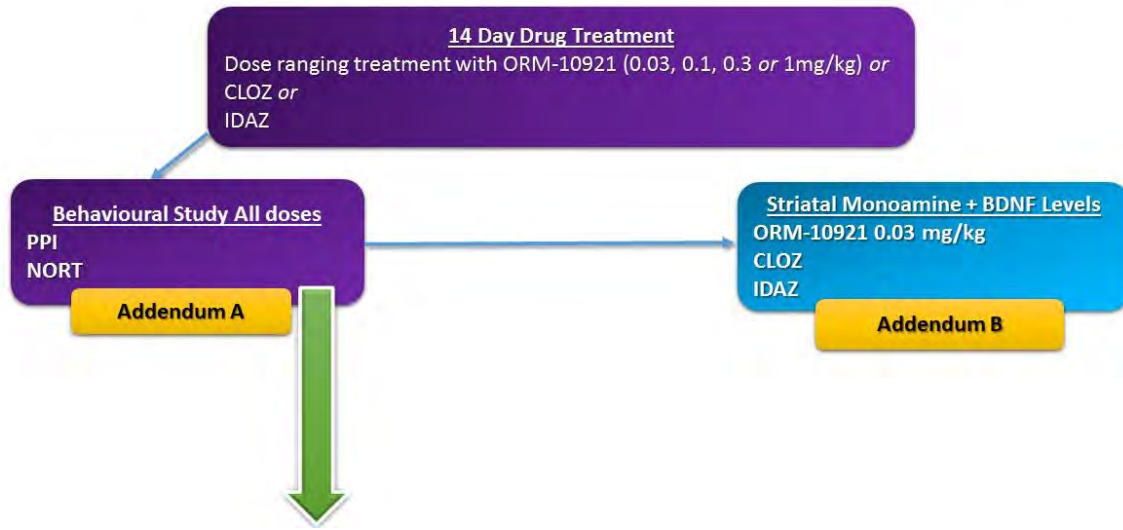 14 Day Drug Treatment
Dose ranging treatment with ORM-10921 (0.03, 0.1, 0.3 or 1mg/kg) or
CLOZ or
IDAZ
Behavioural Study All doses
PPI
NORT
Addendum A
Striatal Monoamine + BDNF Levels
ORM-10921 0.03 mg/kg
CLOZ
IDAZ
Addendum B